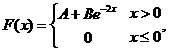 F(x) = { A + Be^{-2x}  x > 0
0  x ≤ 0 ,